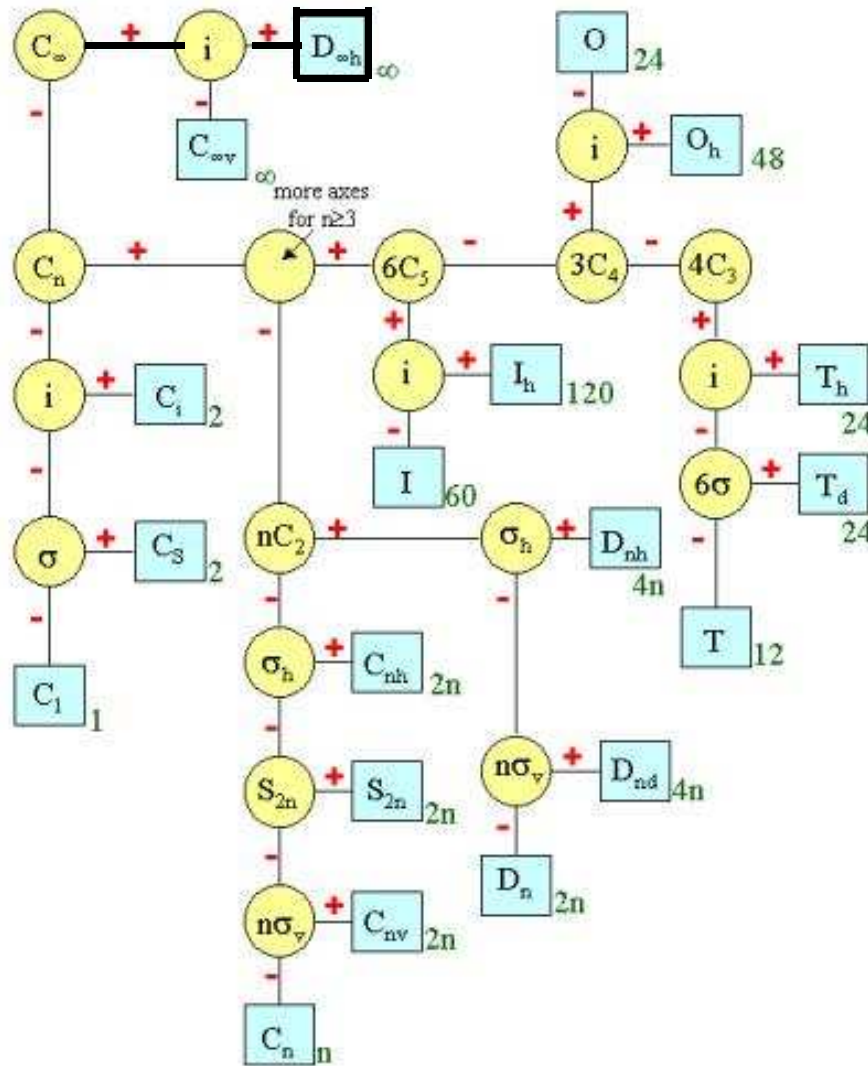 C∞
+
i
+
D∞h
∞
-
-
C∞v
∞
O
24
-
i
+
Oh
48
+
more axes
for n≥3
Cn
+
+
6C5
-
3C4
-
4C3
-
-
+
+
i
+
Ci
2
i
+
Ih
120
i
+
Th
24
-
-
-
I
60
6σ
+
Td
24
σ
+
CS
2
nC2
+
σh
+
Dnh
4n
-
-
-
-
T
12
C1
1
σh
+
Cnh
2n
-
S2n
+
S2n
2n
nσv
+
Dnd
4n
-
-
Dn
2n
nσv
+
Cnv
2n
-
Cn
n